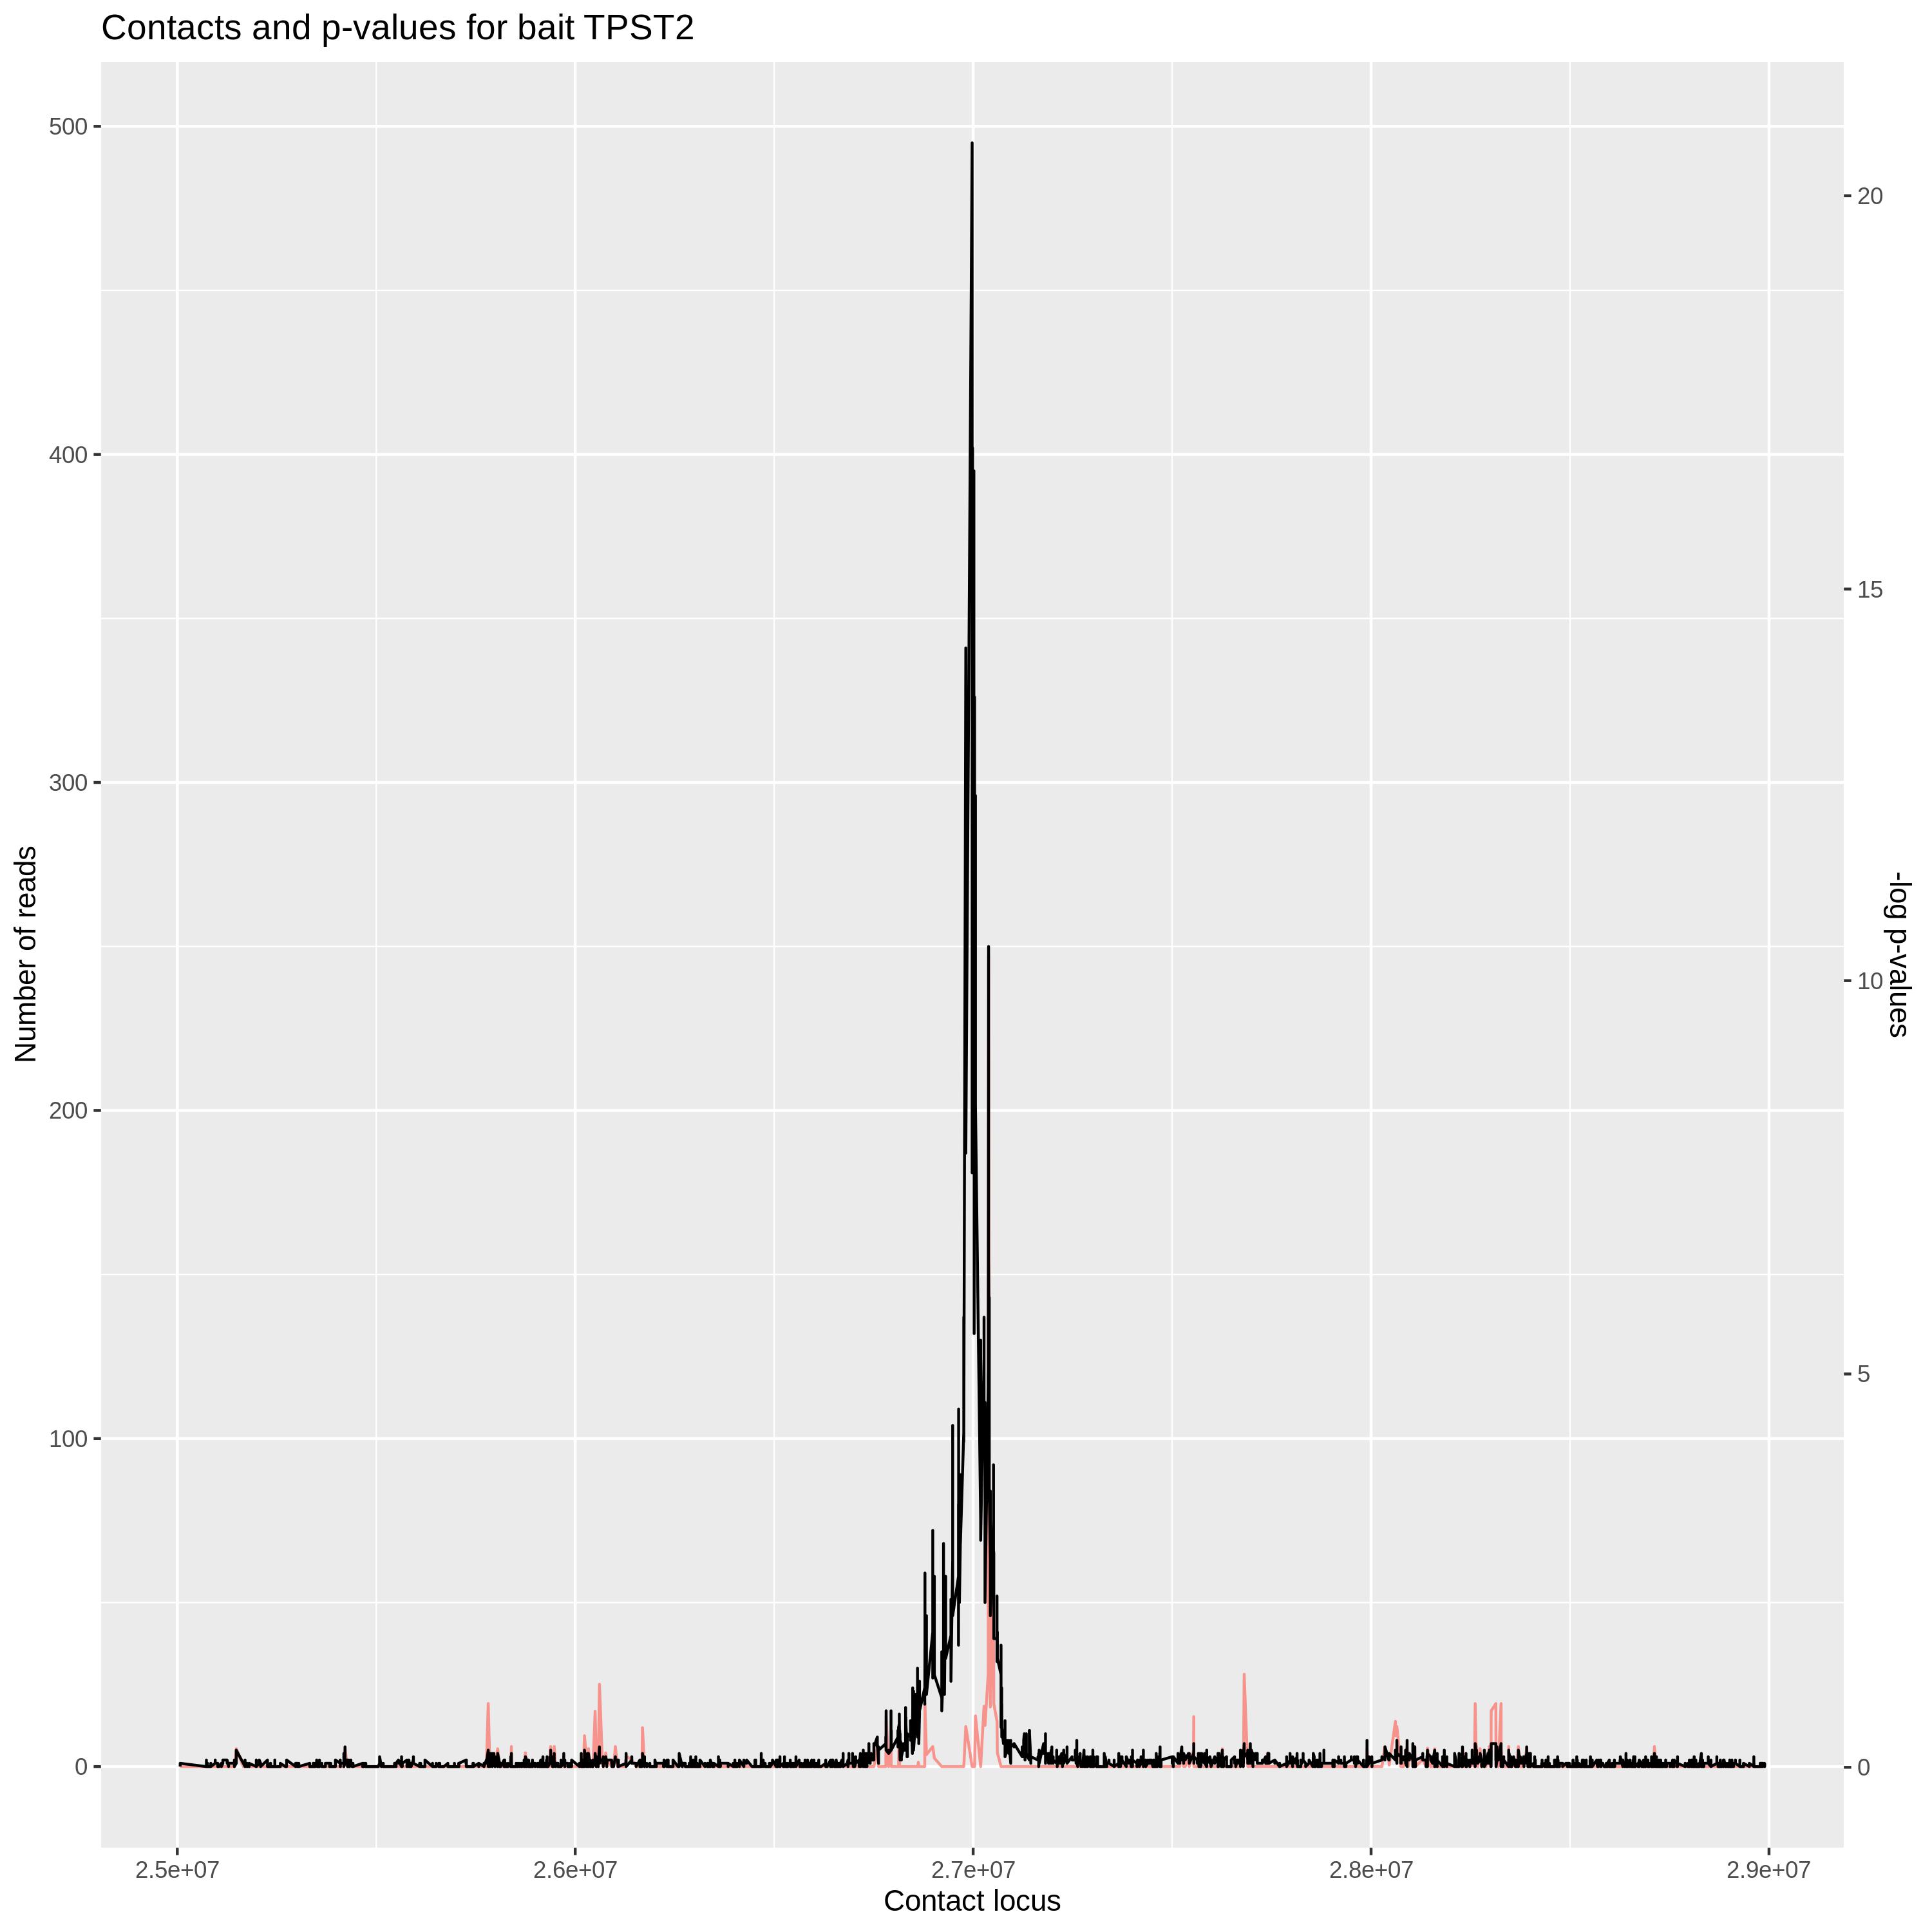 Contacts and p-values for bait TPST2
500
400
300
200
100
0
Number of reads
20
15
10
5
0
-log p-values
2.5e+07 2.6e+07 2.7e+07 2.8e+07 2.9e+07
Contact locus